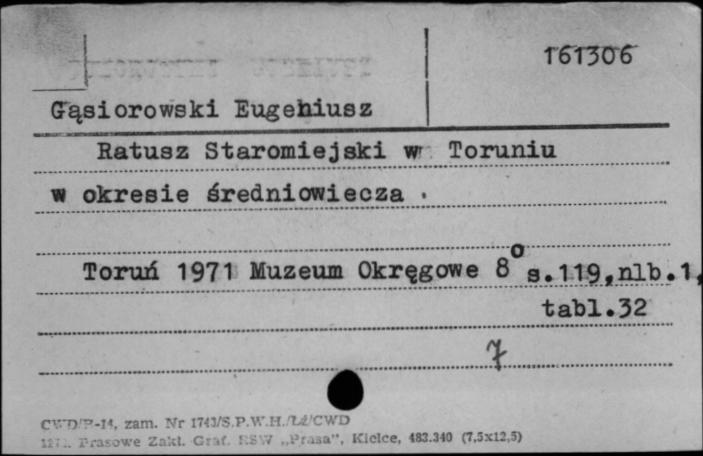 161306
Gąsiorowski Eugeniusz
Ratusz Staromiejski w Toruniu
w okresie średniowiecza .
Toruń 1971 Muzeum Okręgowe 8° s.119,nlb.1,
tabl.32
7
CWD/P-14, zam. Nr 1743/S.P.W.H./Łź/CWD
Prasowe Zakł. Graf. RSW „Prasa", Kielce, 483.340 (7,5x12,5)